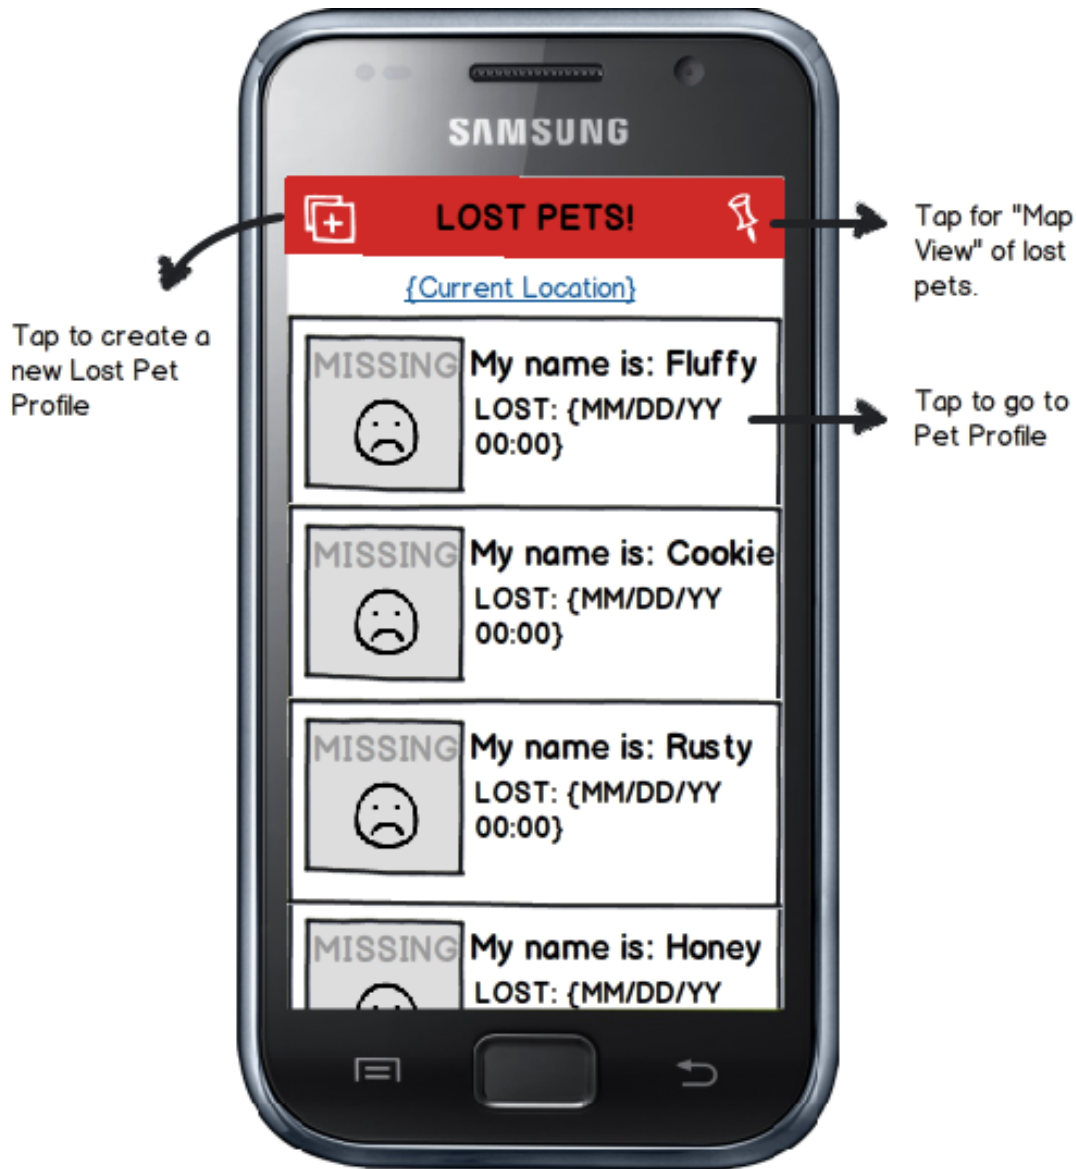 SAMSUNG
LOST PETS!
{Current Location}
Tap to create a
new Lost Pet
Profile
Tap for "Map
View" of lost
pets.
MISSING
My name is: Fluffy
LOST: {MM/DD/YY
00:00}
Tap to go to
Pet Profile
MISSING
My name is: Cookie
LOST: {MM/DD/YY
00:00}
MISSING
My name is: Rusty
LOST: {MM/DD/YY
00:00}
MISSING
My name is: Honey
LOST: {MM/DD/YY